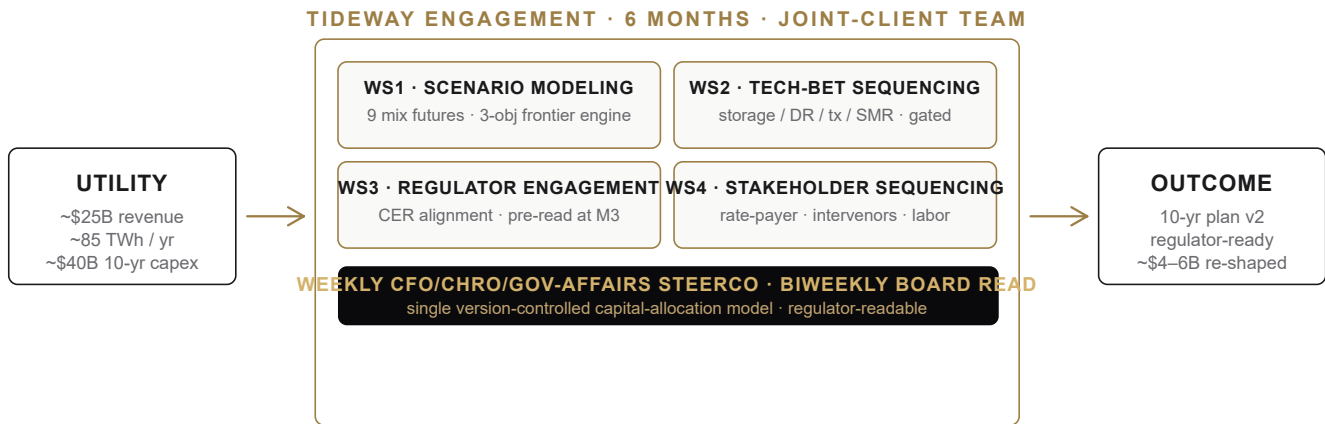 TIDEWAY ENGAGEMENT · 6 MONTHS · JOINT-CLIENT TEAM
UTILITY
~$25B revenue
~85 TWh / yr
~$40B 10-yr capex
WS1 · SCENARIO MODELING
9 mix futures · 3-obj frontier engine
WS2 · TECH-BET SEQUENCING
storage / DR / tx / SMR · gated
WS3 · REGULATOR ENGAGEMENT
CER alignment · pre-read at M3
WS4 · STAKEHOLDER SEQUENCING
rate-payer · intervenors · labor
WEEKLY CFO/CHRO/GOV-AFFAIRS STEERCO · BIWEEKLY BOARD READ
single version-controlled capital-allocation model · regulator-readable
OUTCOME
10-yr plan v2
regulator-ready
~$4–6B re-shaped